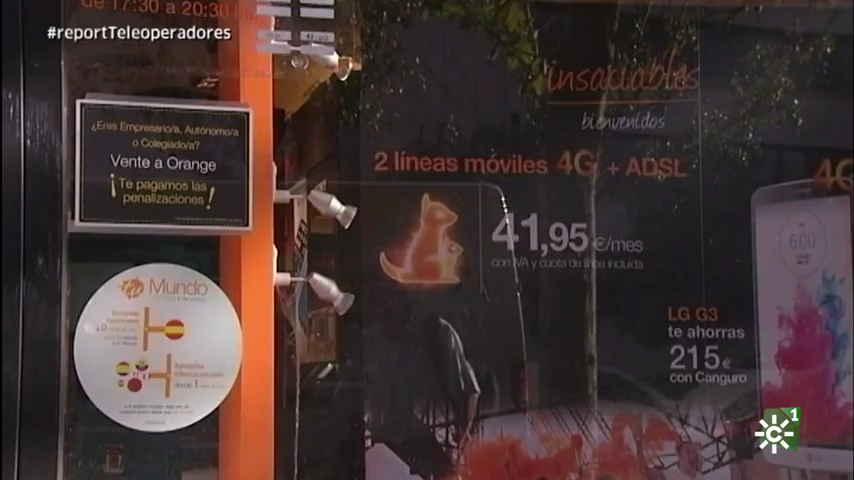 de 17:30 a 20:30 hs.
#reportTeleoperadores
¿Eres Empresario/a, Autónomo/a
o Colegiado/a?
Vente a Orange
¡Te pagamos las
penalizaciones!
Mundo
insaciables
bienvenidos
2 líneas móviles 4G + ADSL
41,95 €/mes
con IVA y cuota de línea incluida
4G
6:00
LG G3
te ahorras
215€
con Canguro
1